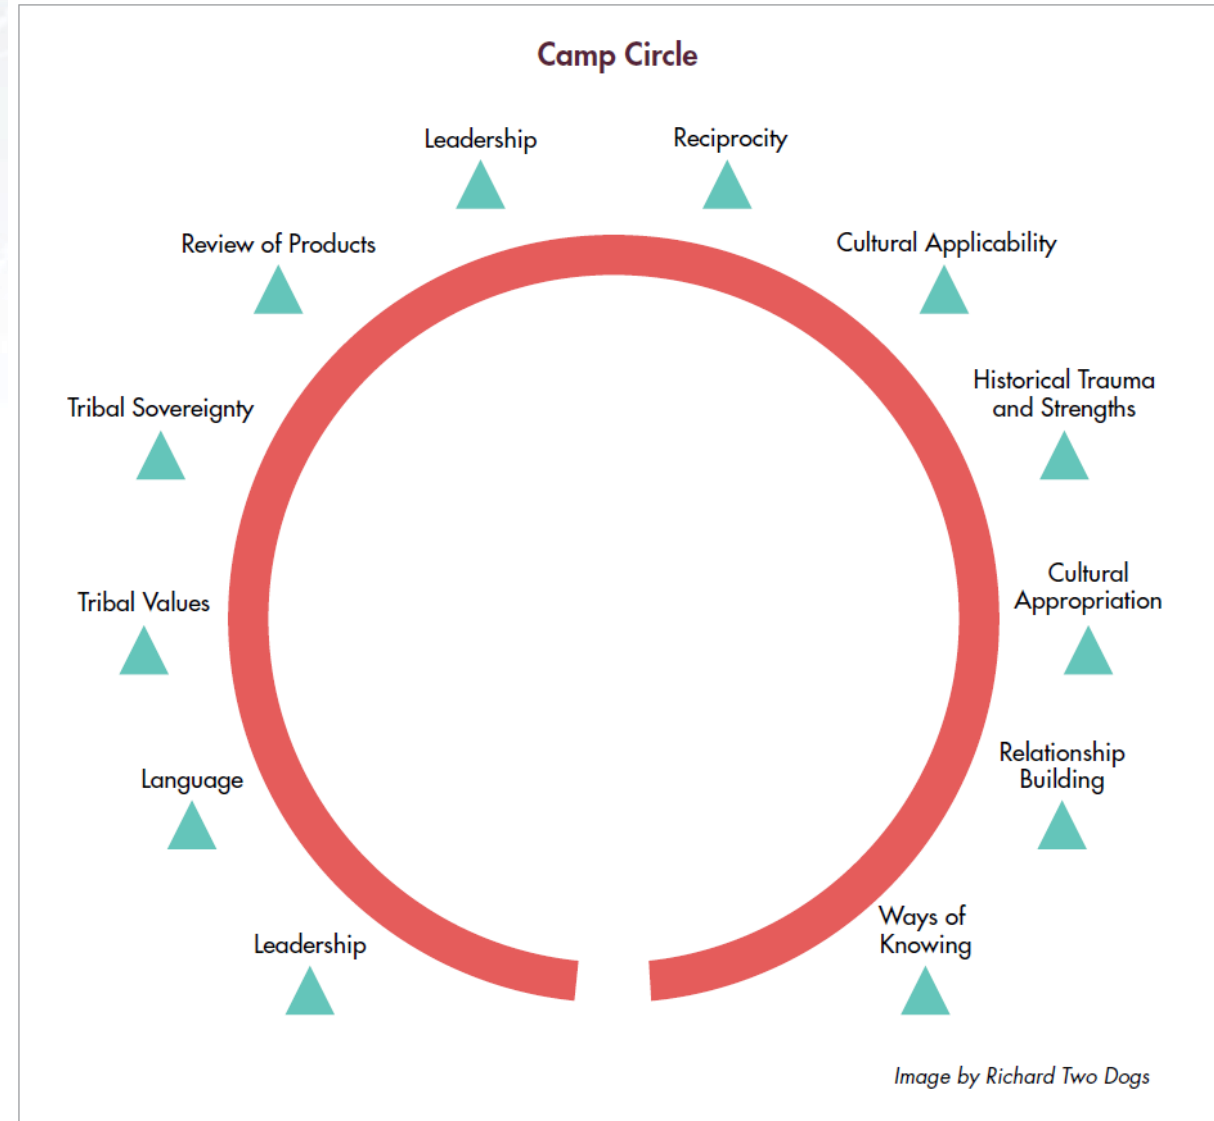 Camp Circle
Leadership
Reciprocity
Review of Products
Cultural Applicability
Historical Trauma
and Strengths
Tribal Sovereignty
Cultural
Appropriation
Tribal Values
Relationship
Building
Language
Ways of
Knowing
Leadership
Image by Richard Two Dogs